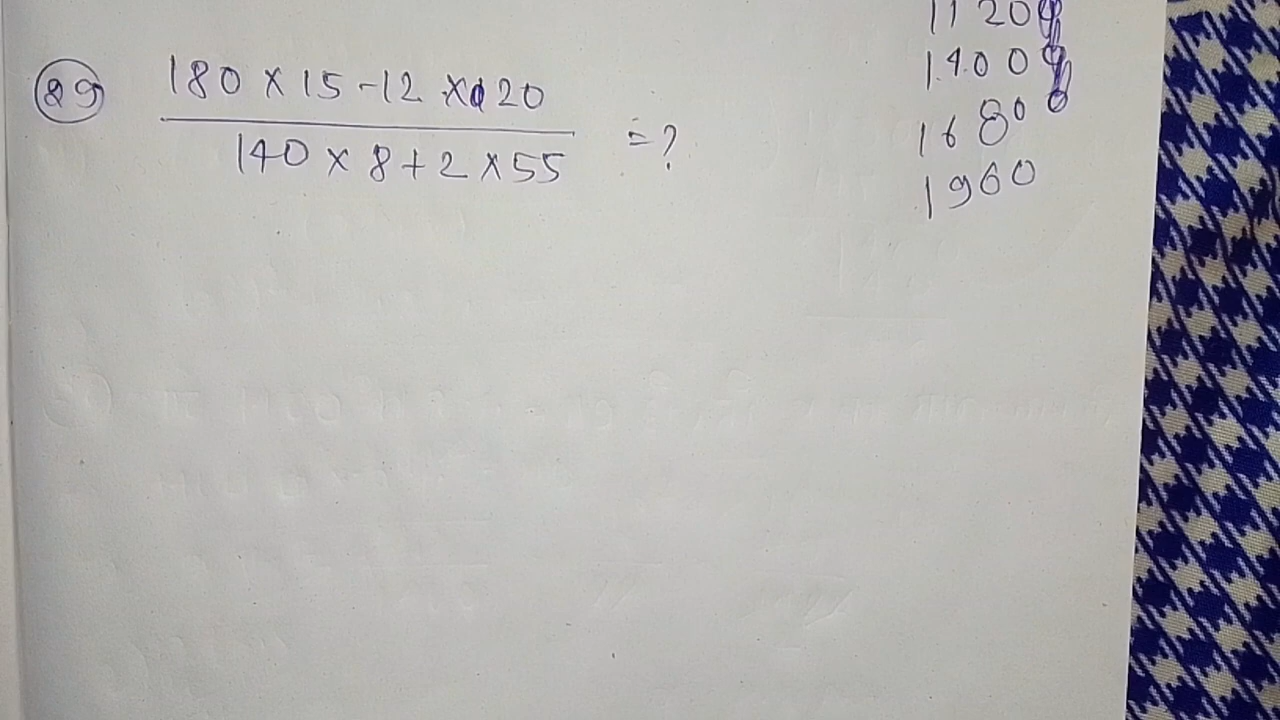 1120
29 180 × 15 - 12 × 20
140 × 8 + 2 × 55
= ?
1400
1680
1960